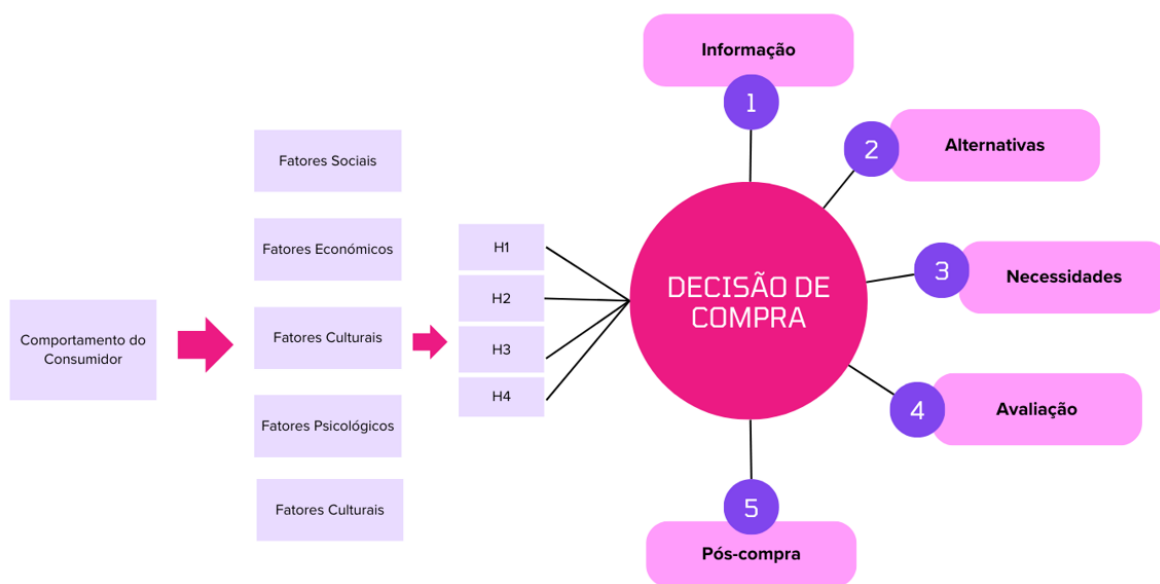 Comportamento do
Consumidor
Fatores Sociais
Fatores Económicos
Fatores Culturais
Fatores Psicológicos
Fatores Culturais
H1
H2
H3
H4
DECISÃO DE
COMPRA
Informação
1
2
Alternativas
3
Necessidades
4
Avaliação
5
Pós-compra